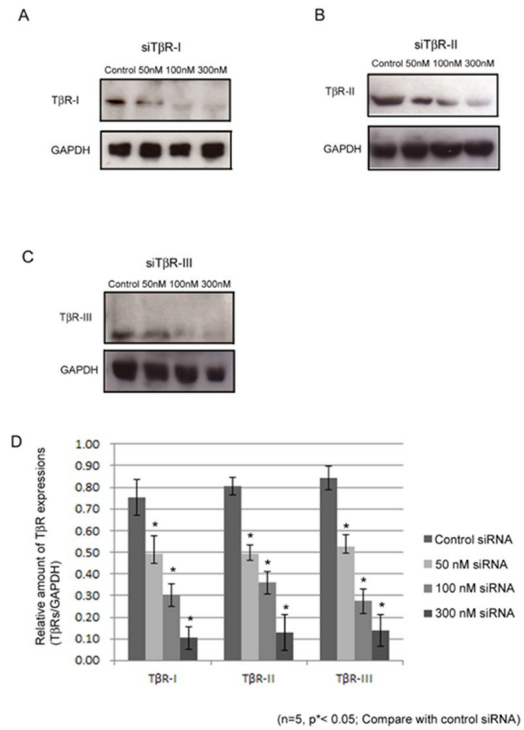 A
siTβR-I
Control 50nM 100nM 300nM
TβR-I
GAPDH
B
siTβR-II
Control 50nM 100nM 300nM
TβR-II
GAPDH
C
siTβR-III
Control 50nM 100nM 300nM
TβR-III
GAPDH
D
Relative amount of TβR expressions
(TβRs/GAPDH)
1.00
0.90
0.80
0.70
0.60
0.50
0.40
0.30
0.20
0.10
0.00
* * *
* * *
* * *
TβR-I
TβR-II
TβR-III
Control siRNA
50 nM siRNA
100 nM siRNA
300 nM siRNA
(n=5, p*< 0.05; Compare with control siRNA)